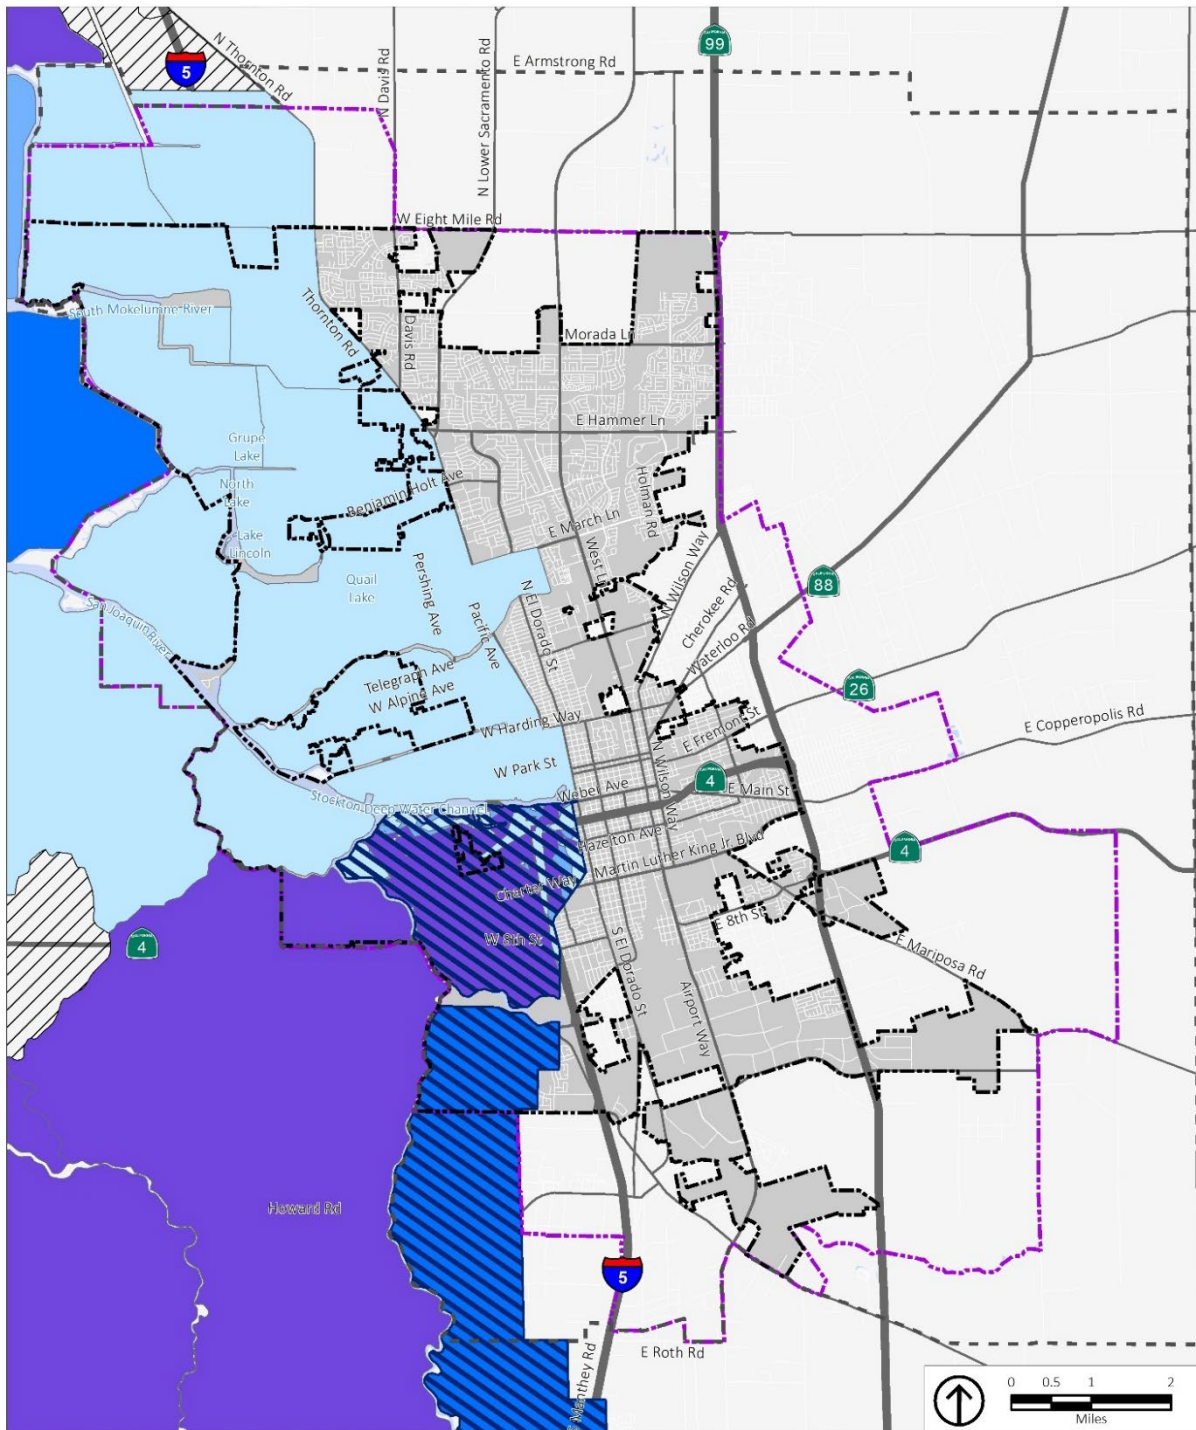 99
5
N Thornton Rd
N Davis Rd
N Lower Sacramento Rd
E Armstrong Rd
W Eight Mile Rd
South Mokelumne River
Thornton Rd
Davis Rd
Morada Ln
E Hammer Ln
Grupe
Lake
North
Lake
Benjamin Holt Ave
Holman Rd
E March Ln
Lake
Lincoln
West Ln
N Wilson Way
Quail
Lake
Pershing Ave
Pacific Ave
N El Dorado St
Cherokee Rd
88
San Joaquin River
Waterloo Rd
Telegraph Ave
W Alpine Ave
26
W Harding Way
E Fremont St
E Copperopolis Rd
W Park St
N Wilson Way
4
Weber Ave
E Main St
Stockton Deep Water Channel
Hazelton Ave
Martin Luther King Jr. Blvd
4
Charter Way
E 8th St
4
W 8th St
S El Dorado St
E Mariposa Rd
Airport Way
Howard Rd
5
E Roth Rd
S Manthey Rd
0 0.5 1 2
Miles